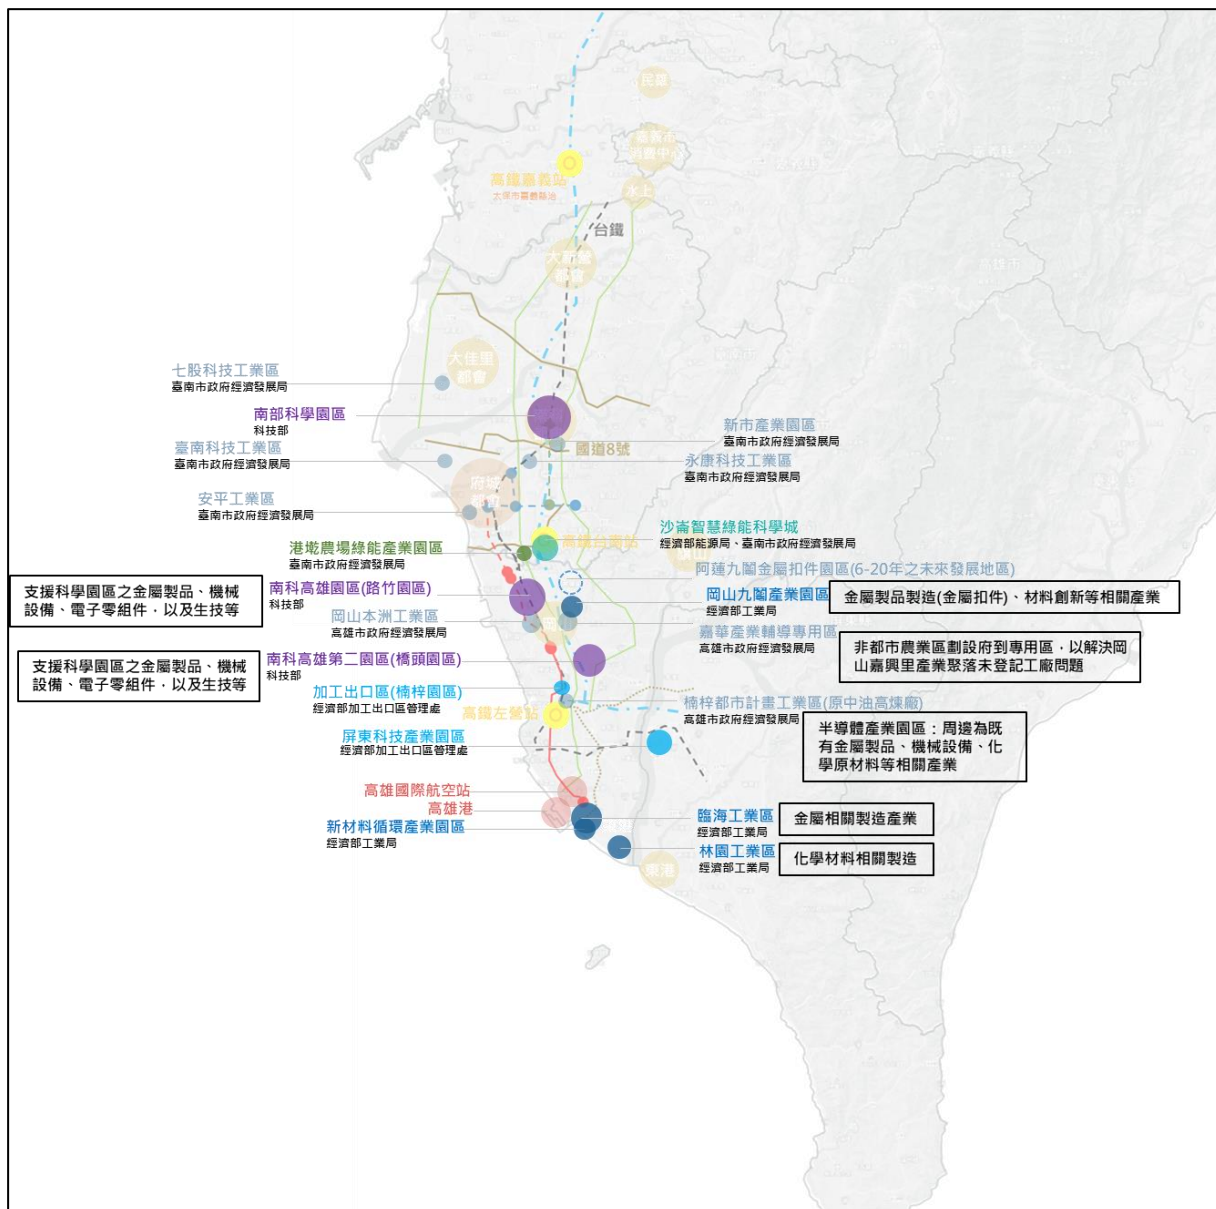 民雄
嘉義市
消費中心
嘉義縣
高鐵嘉義站
太保市嘉義縣治
水上
台鐵
大新營
都會
高雄市
大佳里
都會
七股科技工業區
臺南市政府經濟發展局
南部科學園區
科技部
新市產業園區
臺南市政府經濟發展局
國道8號
臺南科技工業區
臺南市政府經濟發展局
永康科技工業區
臺南市政府經濟發展局
府城
都會
安平工業區
臺南市政府經濟發展局
沙崙智慧綠能科學城
經濟部能源局、臺南市政府經濟發展局
高鐵台南站
港墘農場綠能產業園區
臺南市政府經濟發展局
阿蓮九鬮金屬扣件園區(6-20年之未來發展地區)
支援科學園區之金屬製品、機械
設備、電子零組件，以及生技等
南科高雄園區(路竹園區)
科技部
岡山九鬮產業園區
經濟部工業局
金屬製品製造(金屬扣件)、材料創新等相關產業
岡山本洲工業區
高雄市政府經濟發展局
嘉華產業輔導專用區
高雄市政府經濟發展局
非都市農業區劃設府到專用區，以解決岡
山嘉興里產業聚落未登記工廠問題
支援科學園區之金屬製品、機械
設備、電子零組件，以及生技等
南科高雄第二園區(橋頭園區)
科技部
加工出口區(楠梓園區)
經濟部加工出口區管理處
楠梓都市計畫工業區(原中油高煉廠)
高雄市政府經濟發展局
高鐵左營站
半導體產業園區：周邊為既
有金屬製品、機械設備、化
學原材料等相關產業
屏東科技產業園區
經濟部加工出口區管理處
高雄國際航空站
高雄港
新材料循環產業園區
經濟部工業局
臨海工業區
經濟部工業局
金屬相關製造產業
林園工業區
經濟部工業局
化學材料相關製造
東港